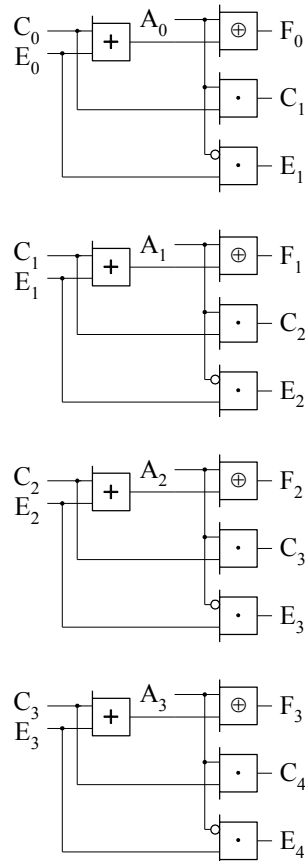 C₀ A₀ + ⊕ F₀
E₀ · C₁
· E₁
C₁ A₁ + ⊕ F₁
E₁ · C₂
· E₂
C₂ A₂ + ⊕ F₂
E₂ · C₃
· E₃
C₃ A₃ + ⊕ F₃
E₃ · C₄
· E₄